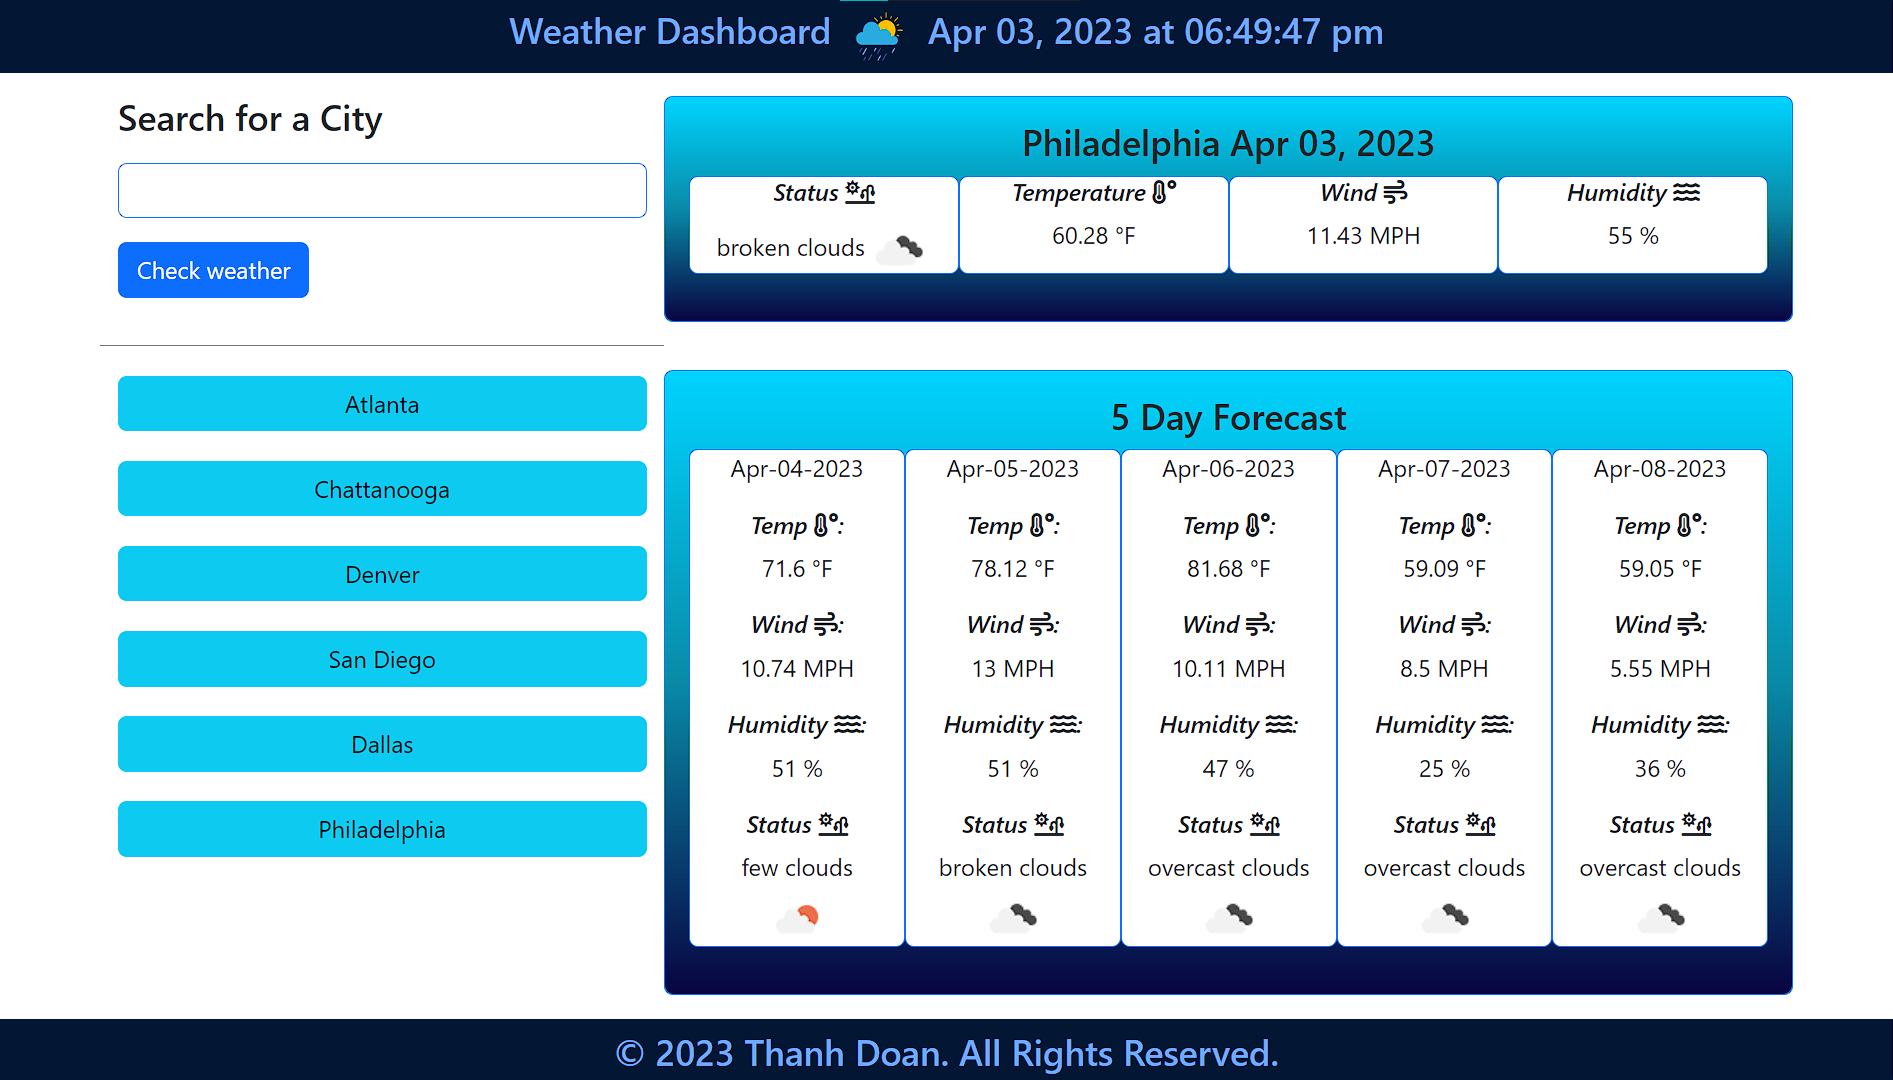 Weather Dashboard Apr 03, 2023 at 06:49:47 pm
Search for a City
Check weather
Atlanta
Chattanooga
Denver
San Diego
Dallas
Philadelphia
Philadelphia Apr 03, 2023
Status
broken clouds
Temperature
60.28 °F
Wind
11.43 MPH
Humidity
55 %
5 Day Forecast
Apr-04-2023
Temp :
71.6 °F
Wind :
10.74 MPH
Humidity :
51 %
Status
few clouds
Apr-05-2023
Temp :
78.12 °F
Wind :
13 MPH
Humidity :
51 %
Status
broken clouds
Apr-06-2023
Temp :
81.68 °F
Wind :
10.11 MPH
Humidity :
47 %
Status
overcast clouds
Apr-07-2023
Temp :
59.09 °F
Wind :
8.5 MPH
Humidity :
25 %
Status
overcast clouds
Apr-08-2023
Temp :
59.05 °F
Wind :
5.55 MPH
Humidity :
36 %
Status
overcast clouds
© 2023 Thanh Doan. All Rights Reserved.